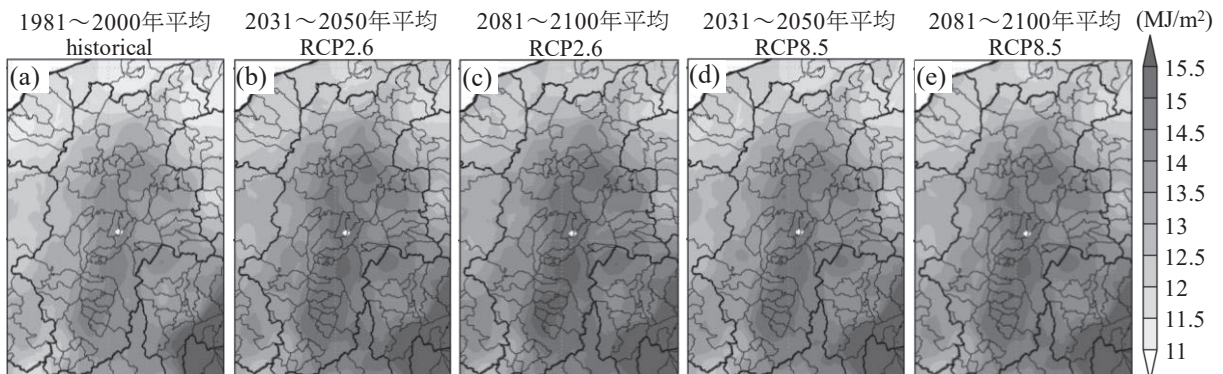 1981～2000年平均
historical
2031～2050年平均
RCP2.6
2081～2100年平均
RCP2.6
2031～2050年平均
RCP8.5
2081～2100年平均
RCP8.5
(MJ/m²)
(a)
(b)
(c)
(d)
(e)
15.5
15
14.5
14
13.5
13
12.5
12
11.5
11